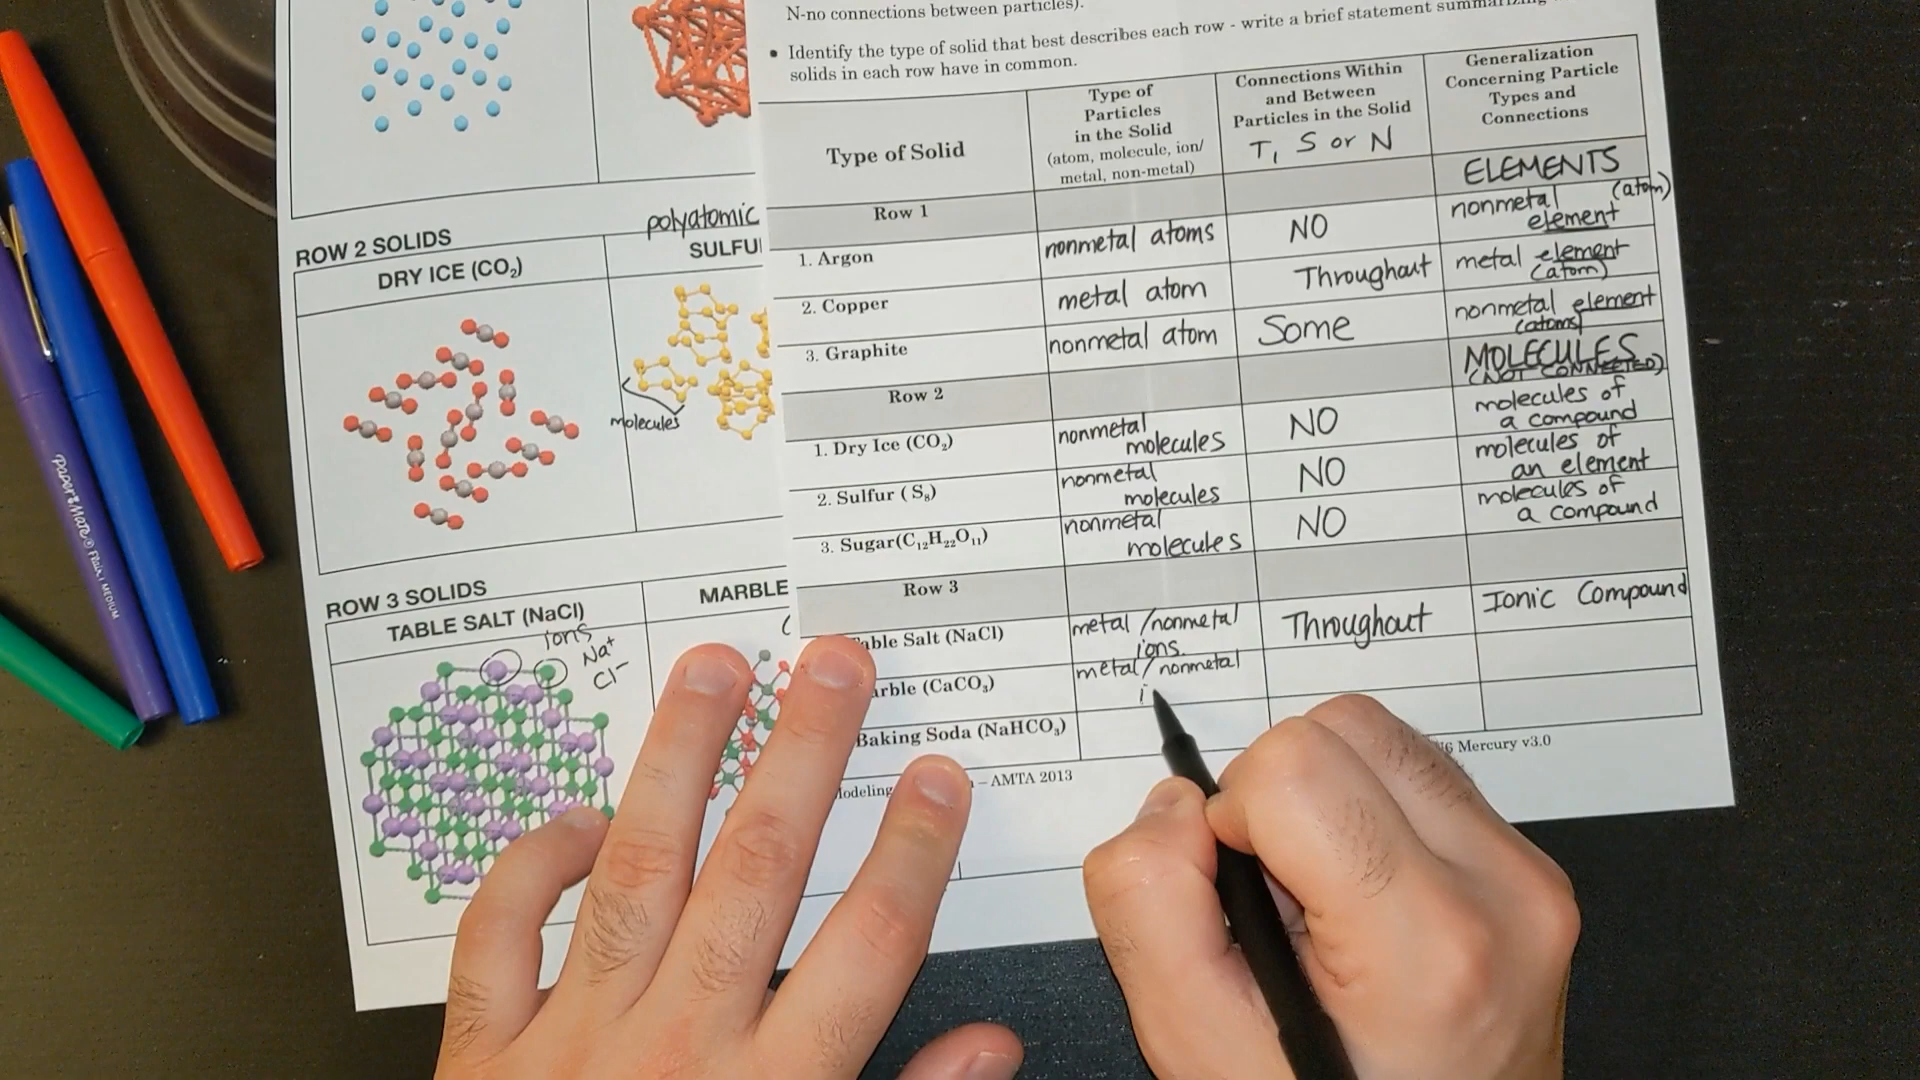 N-no connections between particles).
• Identify the type of solid that best describes each row - write a brief statement
solids in each row have in common.
Type of Solid
Type of
Particles
in the Solid
(atom, molecule, ion/
metal, non-metal)
Connections Within
and Between
Particles in the Solid
T, S or N
Generalization
Concerning Particle
Types and
Connections
Row 1
ELEMENTS
1. Argon
nonmetal atoms
NO
nonmetal (atom)
element
2. Copper
metal atom
Throughout
metal element
(atom)
3. Graphite
nonmetal atom
Some
nonmetal element
(atoms)
Row 2
MOLECULES
(NOT CONNECTED)
1. Dry Ice (CO₂)
nonmetal
molecules
NO
molecules of
a compound
2. Sulfur (S₈)
nonmetal
molecules
NO
molecules of
an element
3. Sugar(C₁₂H₂₂O₁₁)
nonmetal
molecules
NO
molecules of
a compound
Row 3
Salt (NaCl)
metal/nonmetal
ions.
Throughout
Ionic Compound
(CaCO₃)
metal/nonmetal
i
Baking Soda (NaHCO₃)
– AMTA 2013
Mercury v3.0
ROW 2 SOLIDS
polyatomic
DRY ICE (CO₂)
molecules
ROW 3 SOLIDS
TABLE SALT (NaCl)
MARBLE
ions
Na⁺
Cl⁻
Paper:Mate® Flair. MEDIUM